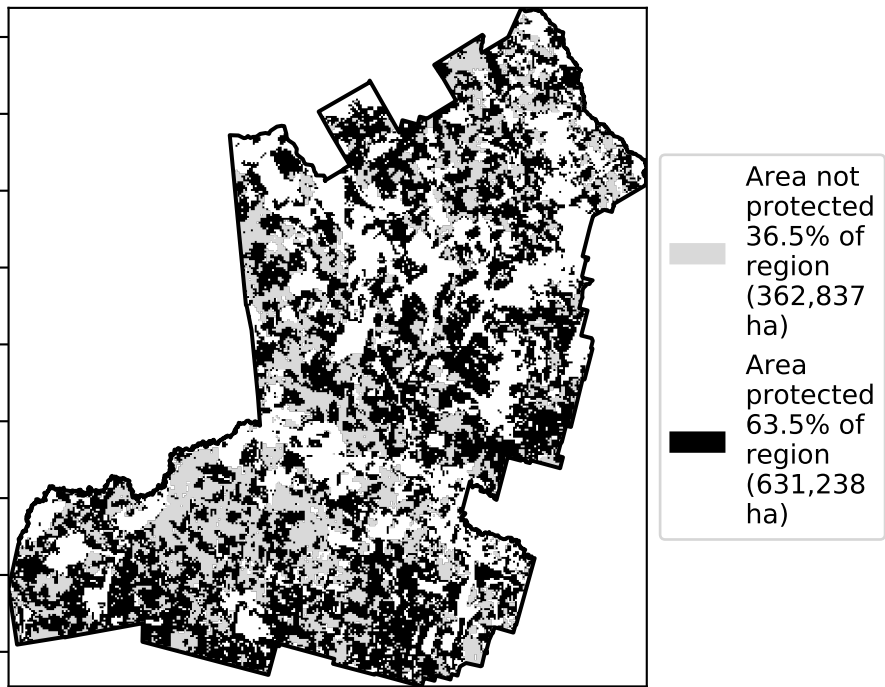 Area not
protected
36.5% of
region
(362,837
ha)
Area
protected
63.5% of
region
(631,238
ha)